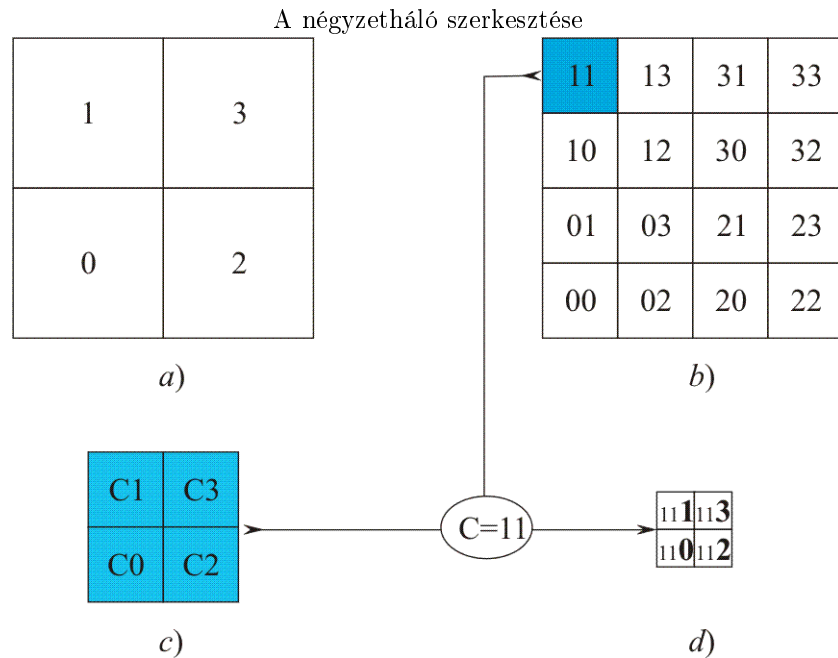 A négyzetháló szerkesztése
1 3
0 2
a)
11 13 31 33
10 12 30 32
01 03 21 23
00 02 20 22
b)
C1 C3
C0 C2
c)
C=11
111 113
110 112
d)